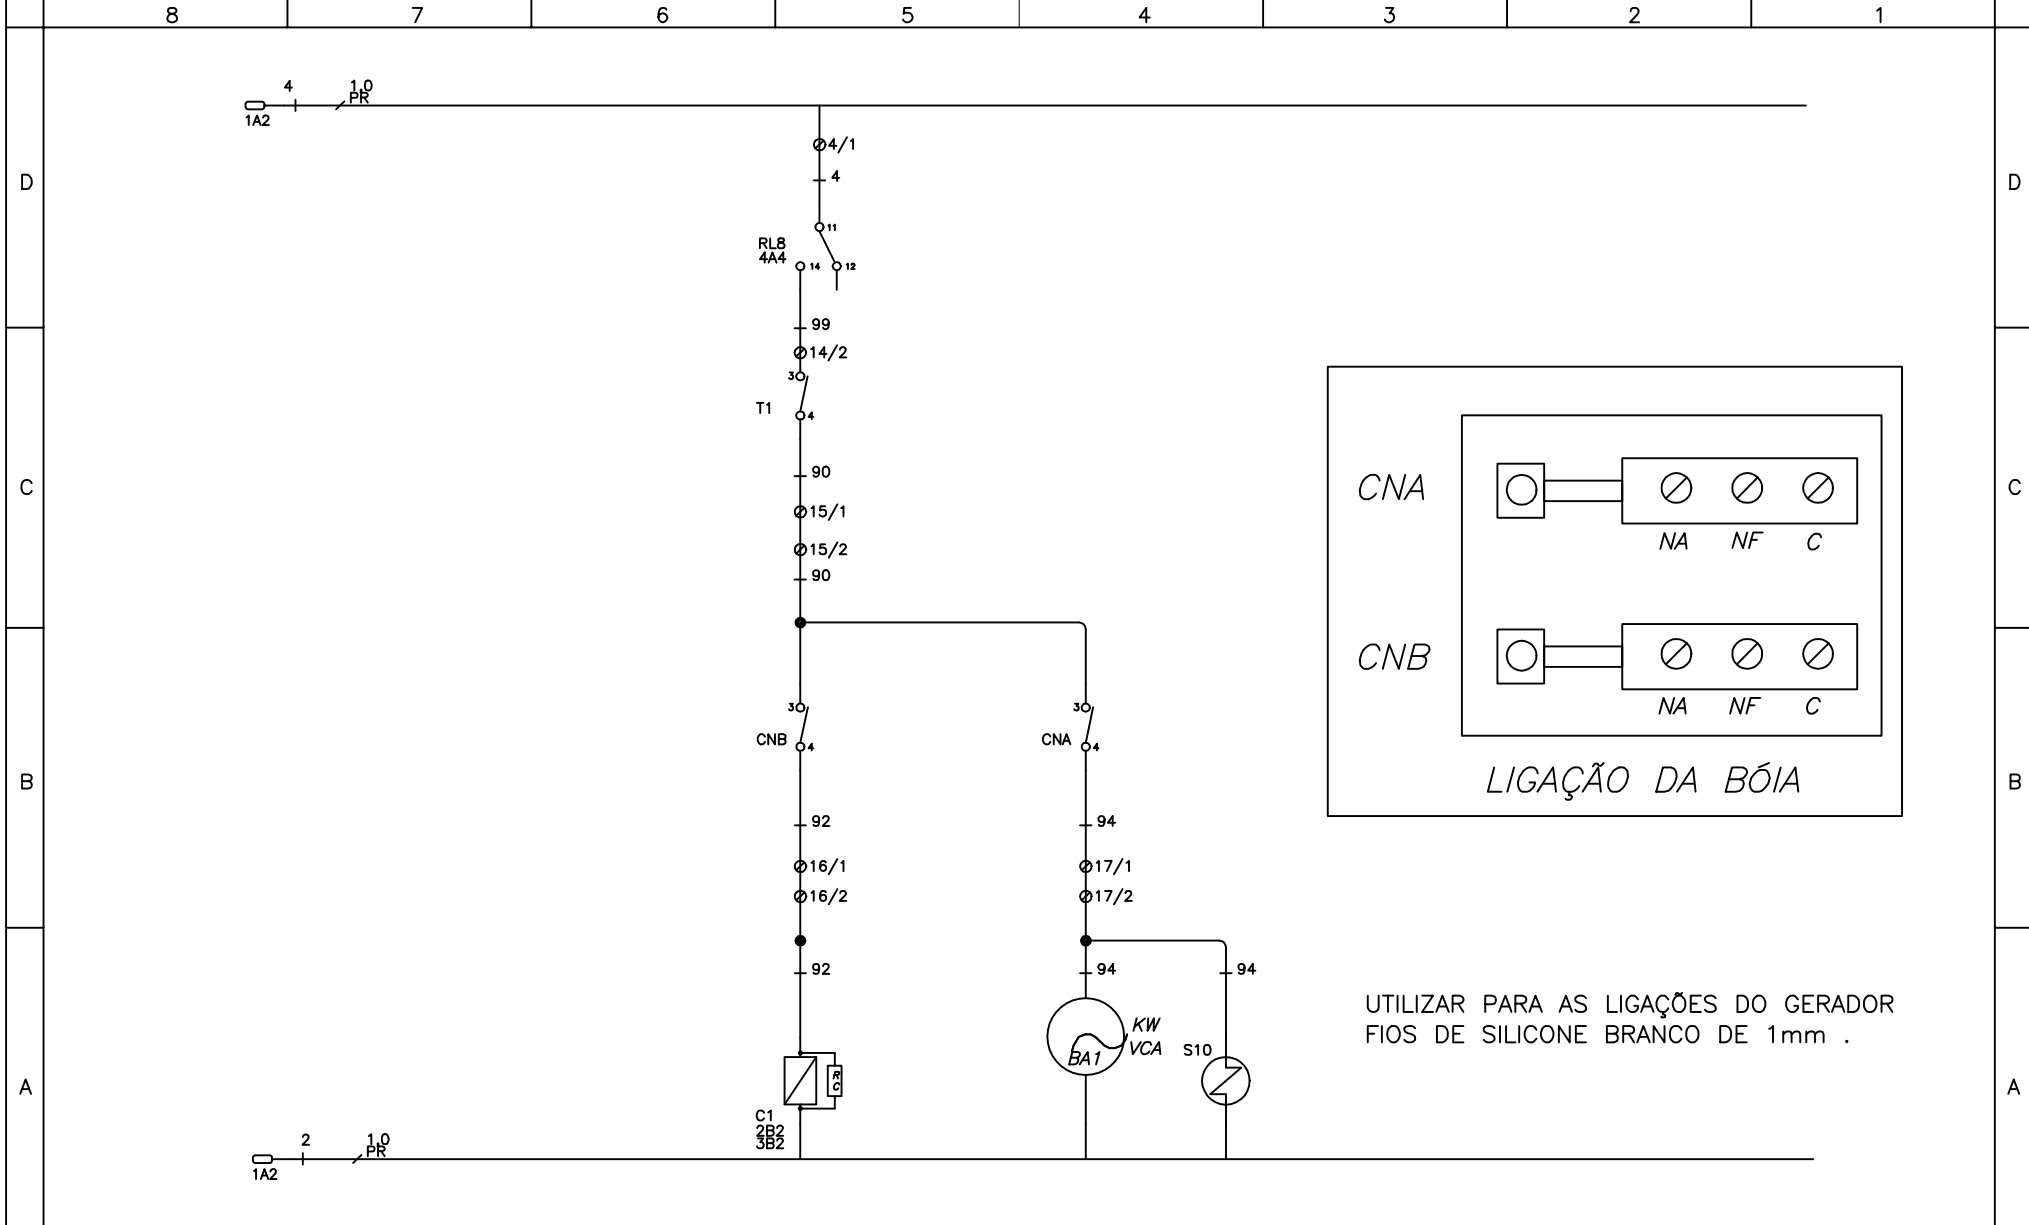 8 7 6 5 4 3 2 1
4 1,0
PR
1A2
4/1
D 4 D
11
RL8
4A4 14 12
99
14/2
3
T1 4
90
C CNA C
15/1
NA NF C
15/2
90
CNB
3 3
NA NF C
CNB 4 CNA 4
B LIGAÇÃO DA BÓIA B
92 94
16/1 17/1
16/2 17/2
92 94 94
UTILIZAR PARA AS LIGAÇÕES DO GERADOR
FIOS DE SILICONE BRANCO DE 1mm .
KW
VCA
BA1
S10
RC
A A
C1
2B2
3B2
2 1,0
PR
1A2